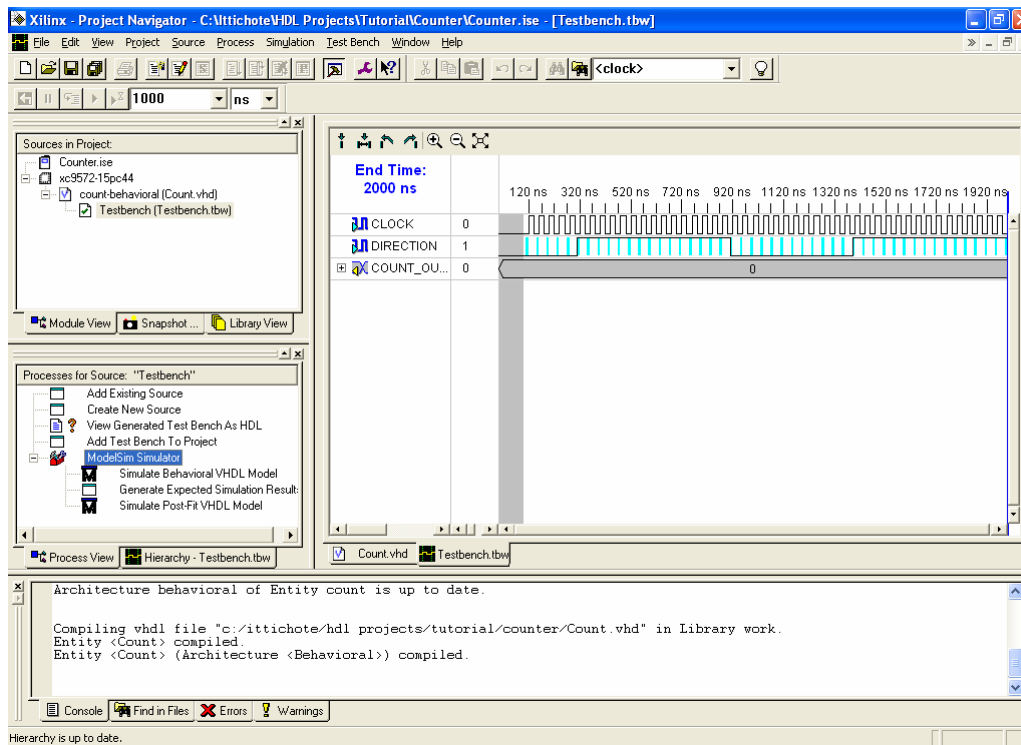 Xilinx - Project Navigator - C:\Ittichote\HDL Projects\Tutorial\Counter\Counter.ise - [Testbench.tbw]
File Edit View Project Source Process Simulation Test Bench Window Help
<clock>
1000 ns
Sources in Project:
Counter.ise
xc9572-15pc44
count-behavioral (Count.vhd)
Testbench (Testbench.tbw)
Module View Snapshot ... Library View
Processes for Source: "Testbench"
Add Existing Source
Create New Source
View Generated Test Bench As HDL
Add Test Bench To Project
ModelSim Simulator
Simulate Behavioral VHDL Model
Generate Expected Simulation Result
Simulate Post-Fit VHDL Model
Process View Hierarchy - Testbench.tbw
End Time:
2000 ns
120 ns 320 ns 520 ns 720 ns 920 ns 1120 ns 1320 ns 1520 ns 1720 ns 1920 ns
CLOCK 0
DIRECTION 1
COUNT_OU... 0 0
Count.vhd Testbench.tbw
Architecture behavioral of Entity count is up to date.
Compiling vhdl file "c:/ittichote/hdl projects/tutorial/counter/Count.vhd" in Library work.
Entity <Count> compiled.
Entity <Count> (Architecture <Behavioral>) compiled.
Console Find in Files Errors Warnings
Hierarchy is up to date.